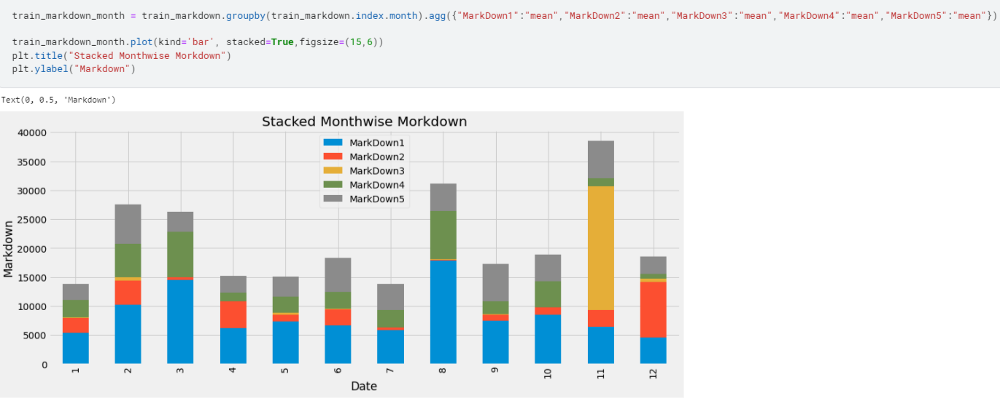 train_markdown_month = train_markdown.groupby(train_markdown.index.month).agg({"MarkDown1":"mean","MarkDown2":"mean","MarkDown3":"mean","MarkDown4":"mean","MarkDown5":"mean"})
train_markdown_month.plot(kind='bar', stacked=True,figsize=(15,6))
plt.title("Stacked Monthwise Morkdown")
plt.ylabel("Markdown")
Text(0, 0.5, 'Markdown')
Stacked Monthwise Morkdown
40000
35000
30000
25000
20000
15000
10000
5000
0
Markdown
MarkDown1
MarkDown2
MarkDown3
MarkDown4
MarkDown5
1 2 3 4 5 6 7 8 9 10 11 12
Date